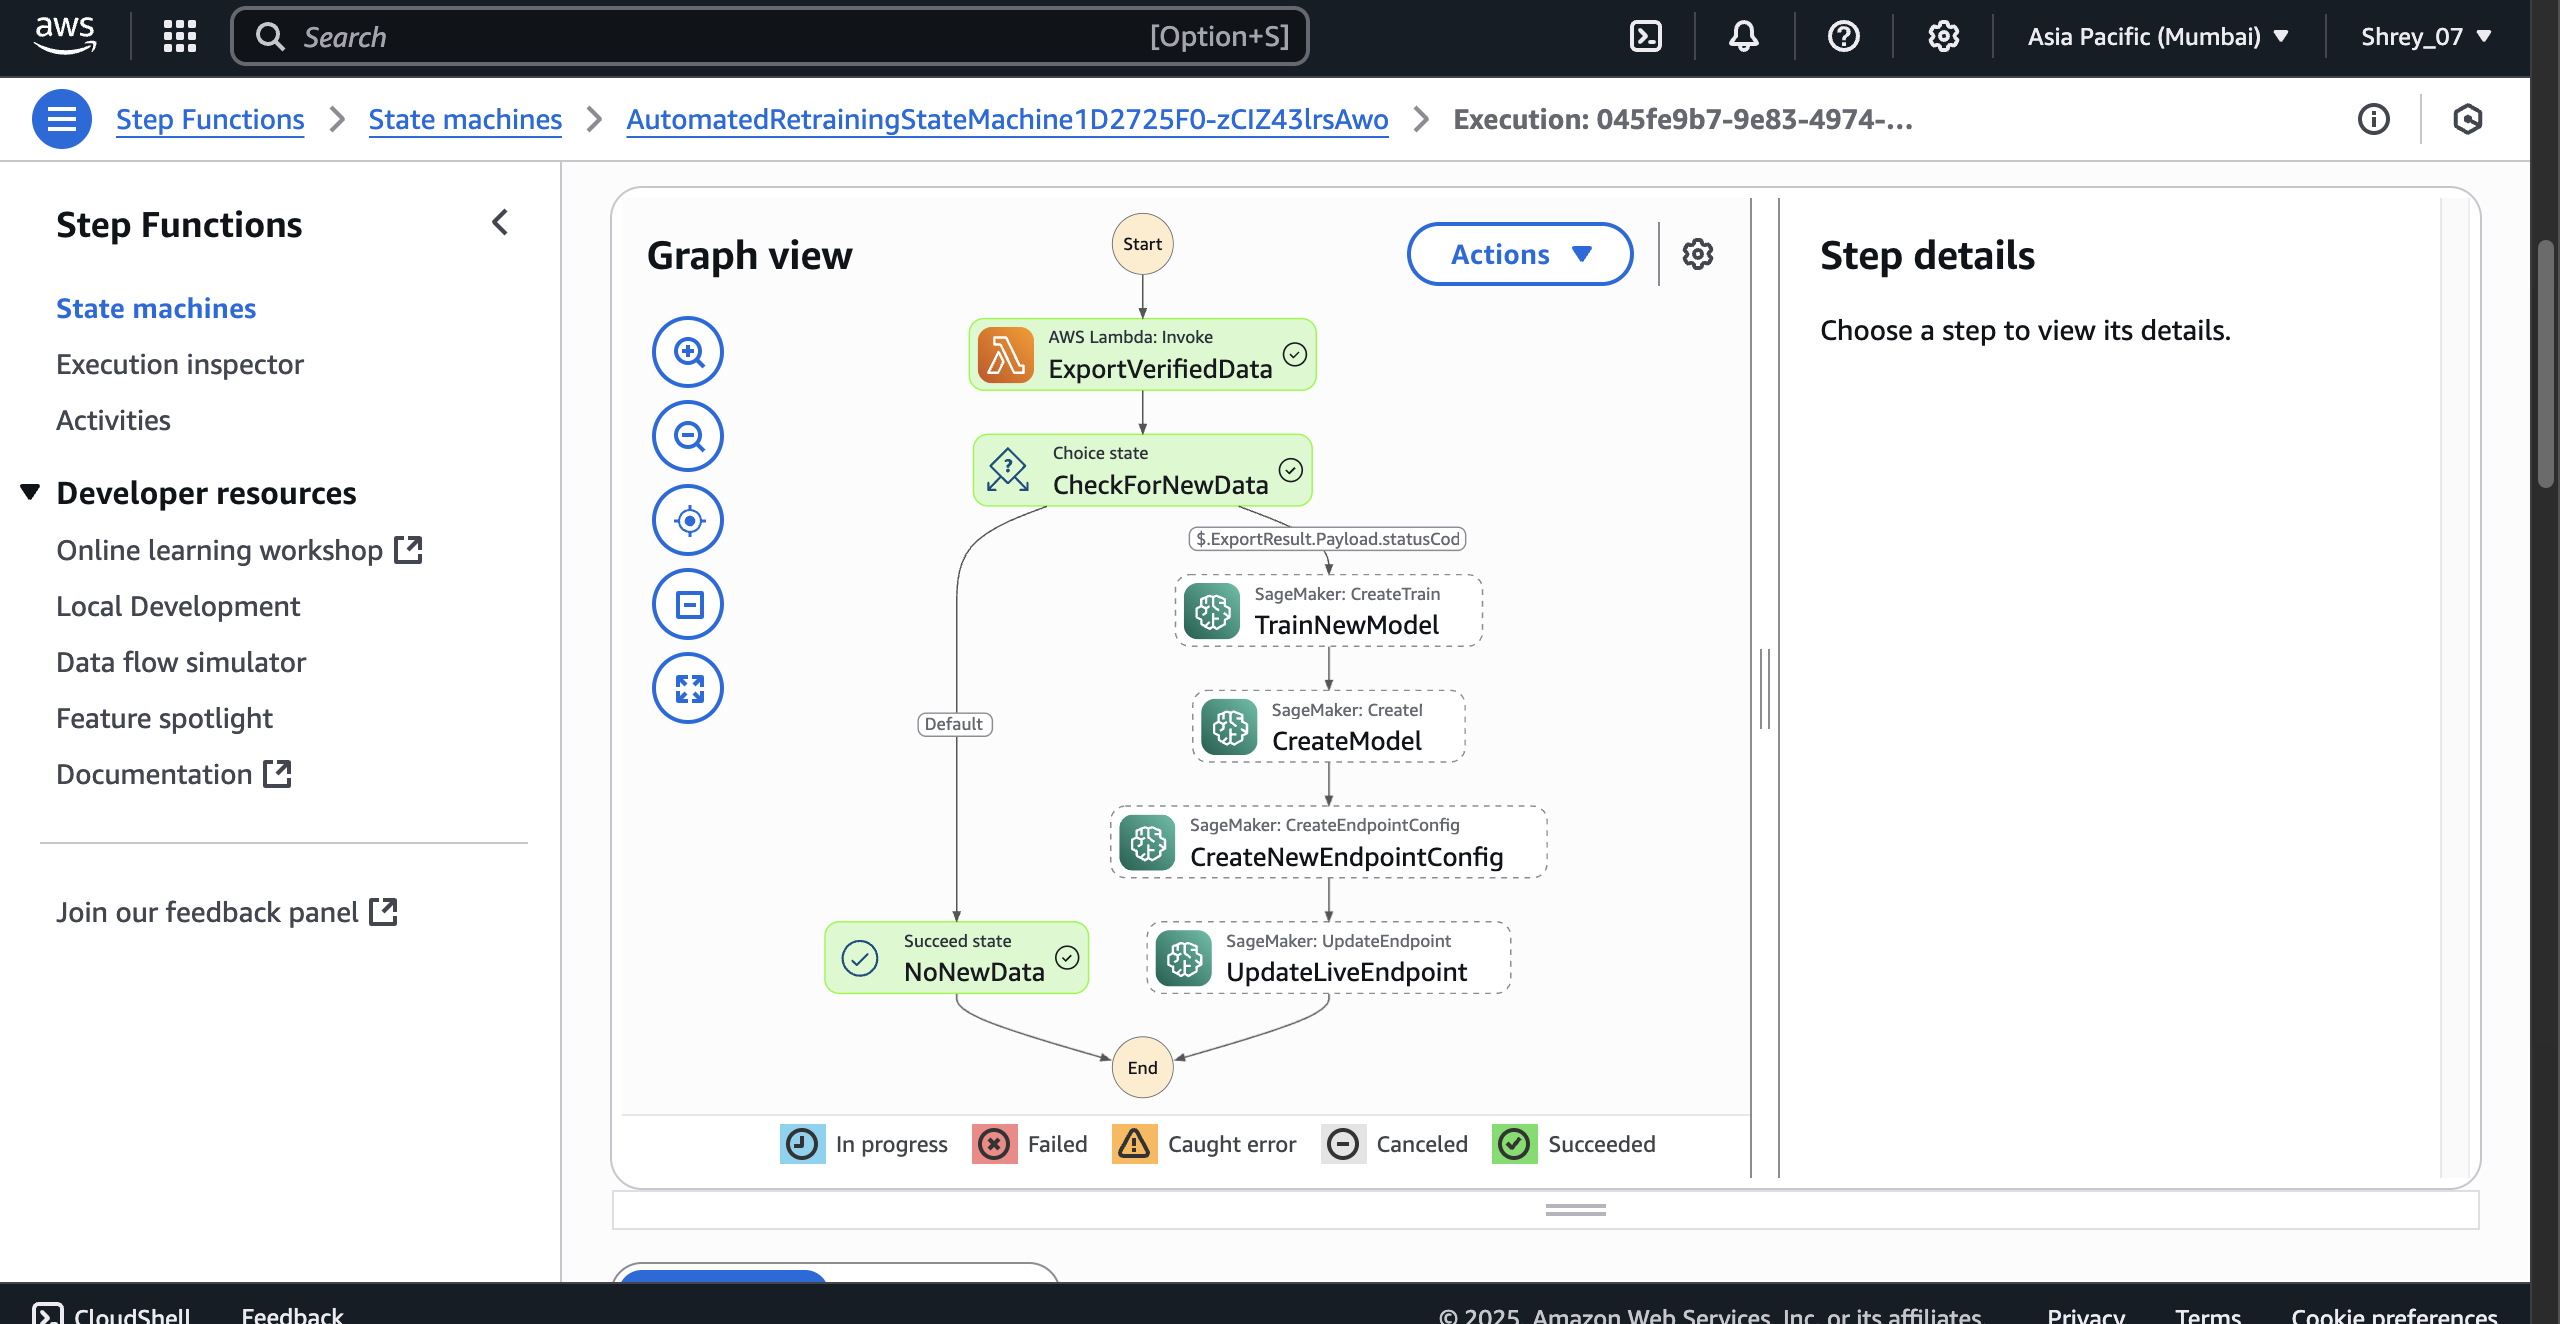 aws
Search
[Option+S]
Asia Pacific (Mumbai)
Shrey_07
Step Functions
State machines
AutomatedRetrainingStateMachine1D2725F0-zCIZ43lrsAwo
Execution: 045fe9b7-9e83-4974-...
Step Functions
State machines
Execution inspector
Activities
Developer resources
Online learning workshop
Local Development
Data flow simulator
Feature spotlight
Documentation
Join our feedback panel
Graph view
Actions
Start
AWS Lambda: Invoke
ExportVerifiedData
Choice state
CheckForNewData
$.ExportResult.Payload.statusCod
SageMaker: CreateTrain
TrainNewModel
SageMaker: Createl
CreateModel
Default
SageMaker: CreateEndpointConfig
CreateNewEndpointConfig
Succeed state
NoNewData
SageMaker: UpdateEndpoint
UpdateLiveEndpoint
End
In progress
Failed
Caught error
Canceled
Succeeded
Step details
Choose a step to view its details.
CloudShell
Feedback
© 2025, Amazon Web Services, Inc. or its affiliates
Privacy
Terms
Cookie preferences